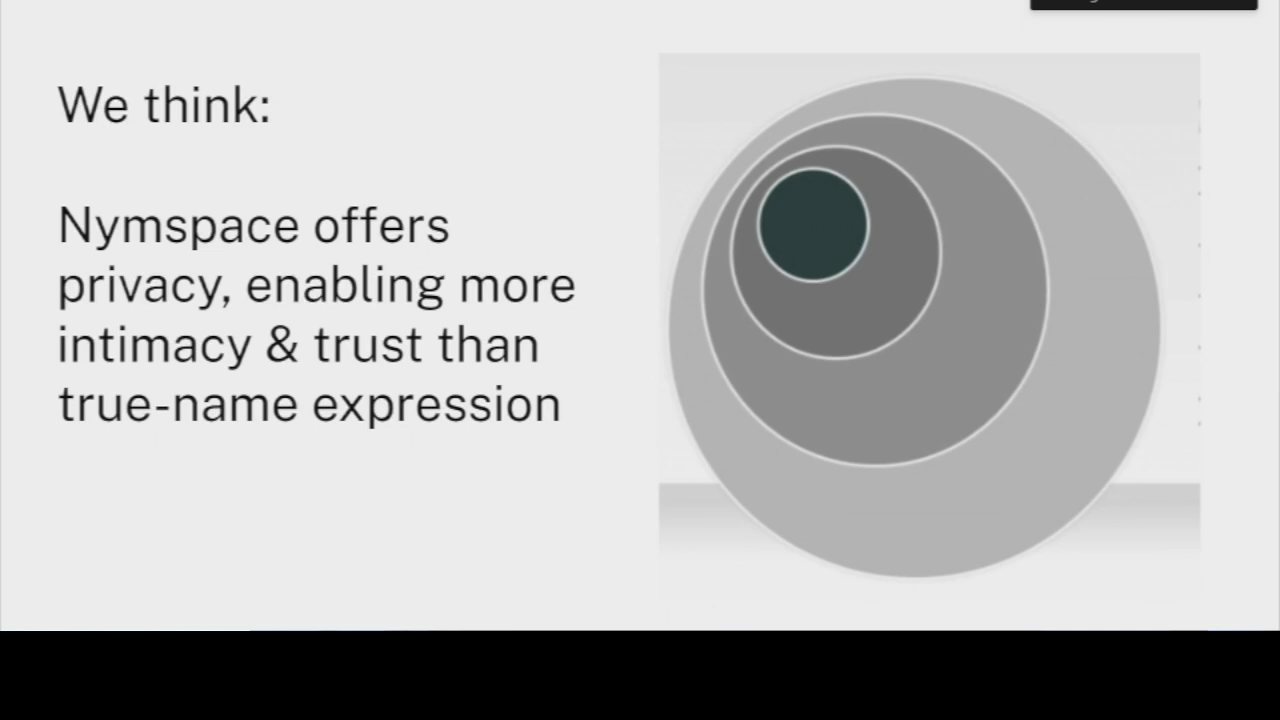 We think:
Nymspace offers
privacy, enabling more
intimacy & trust than
true-name expression